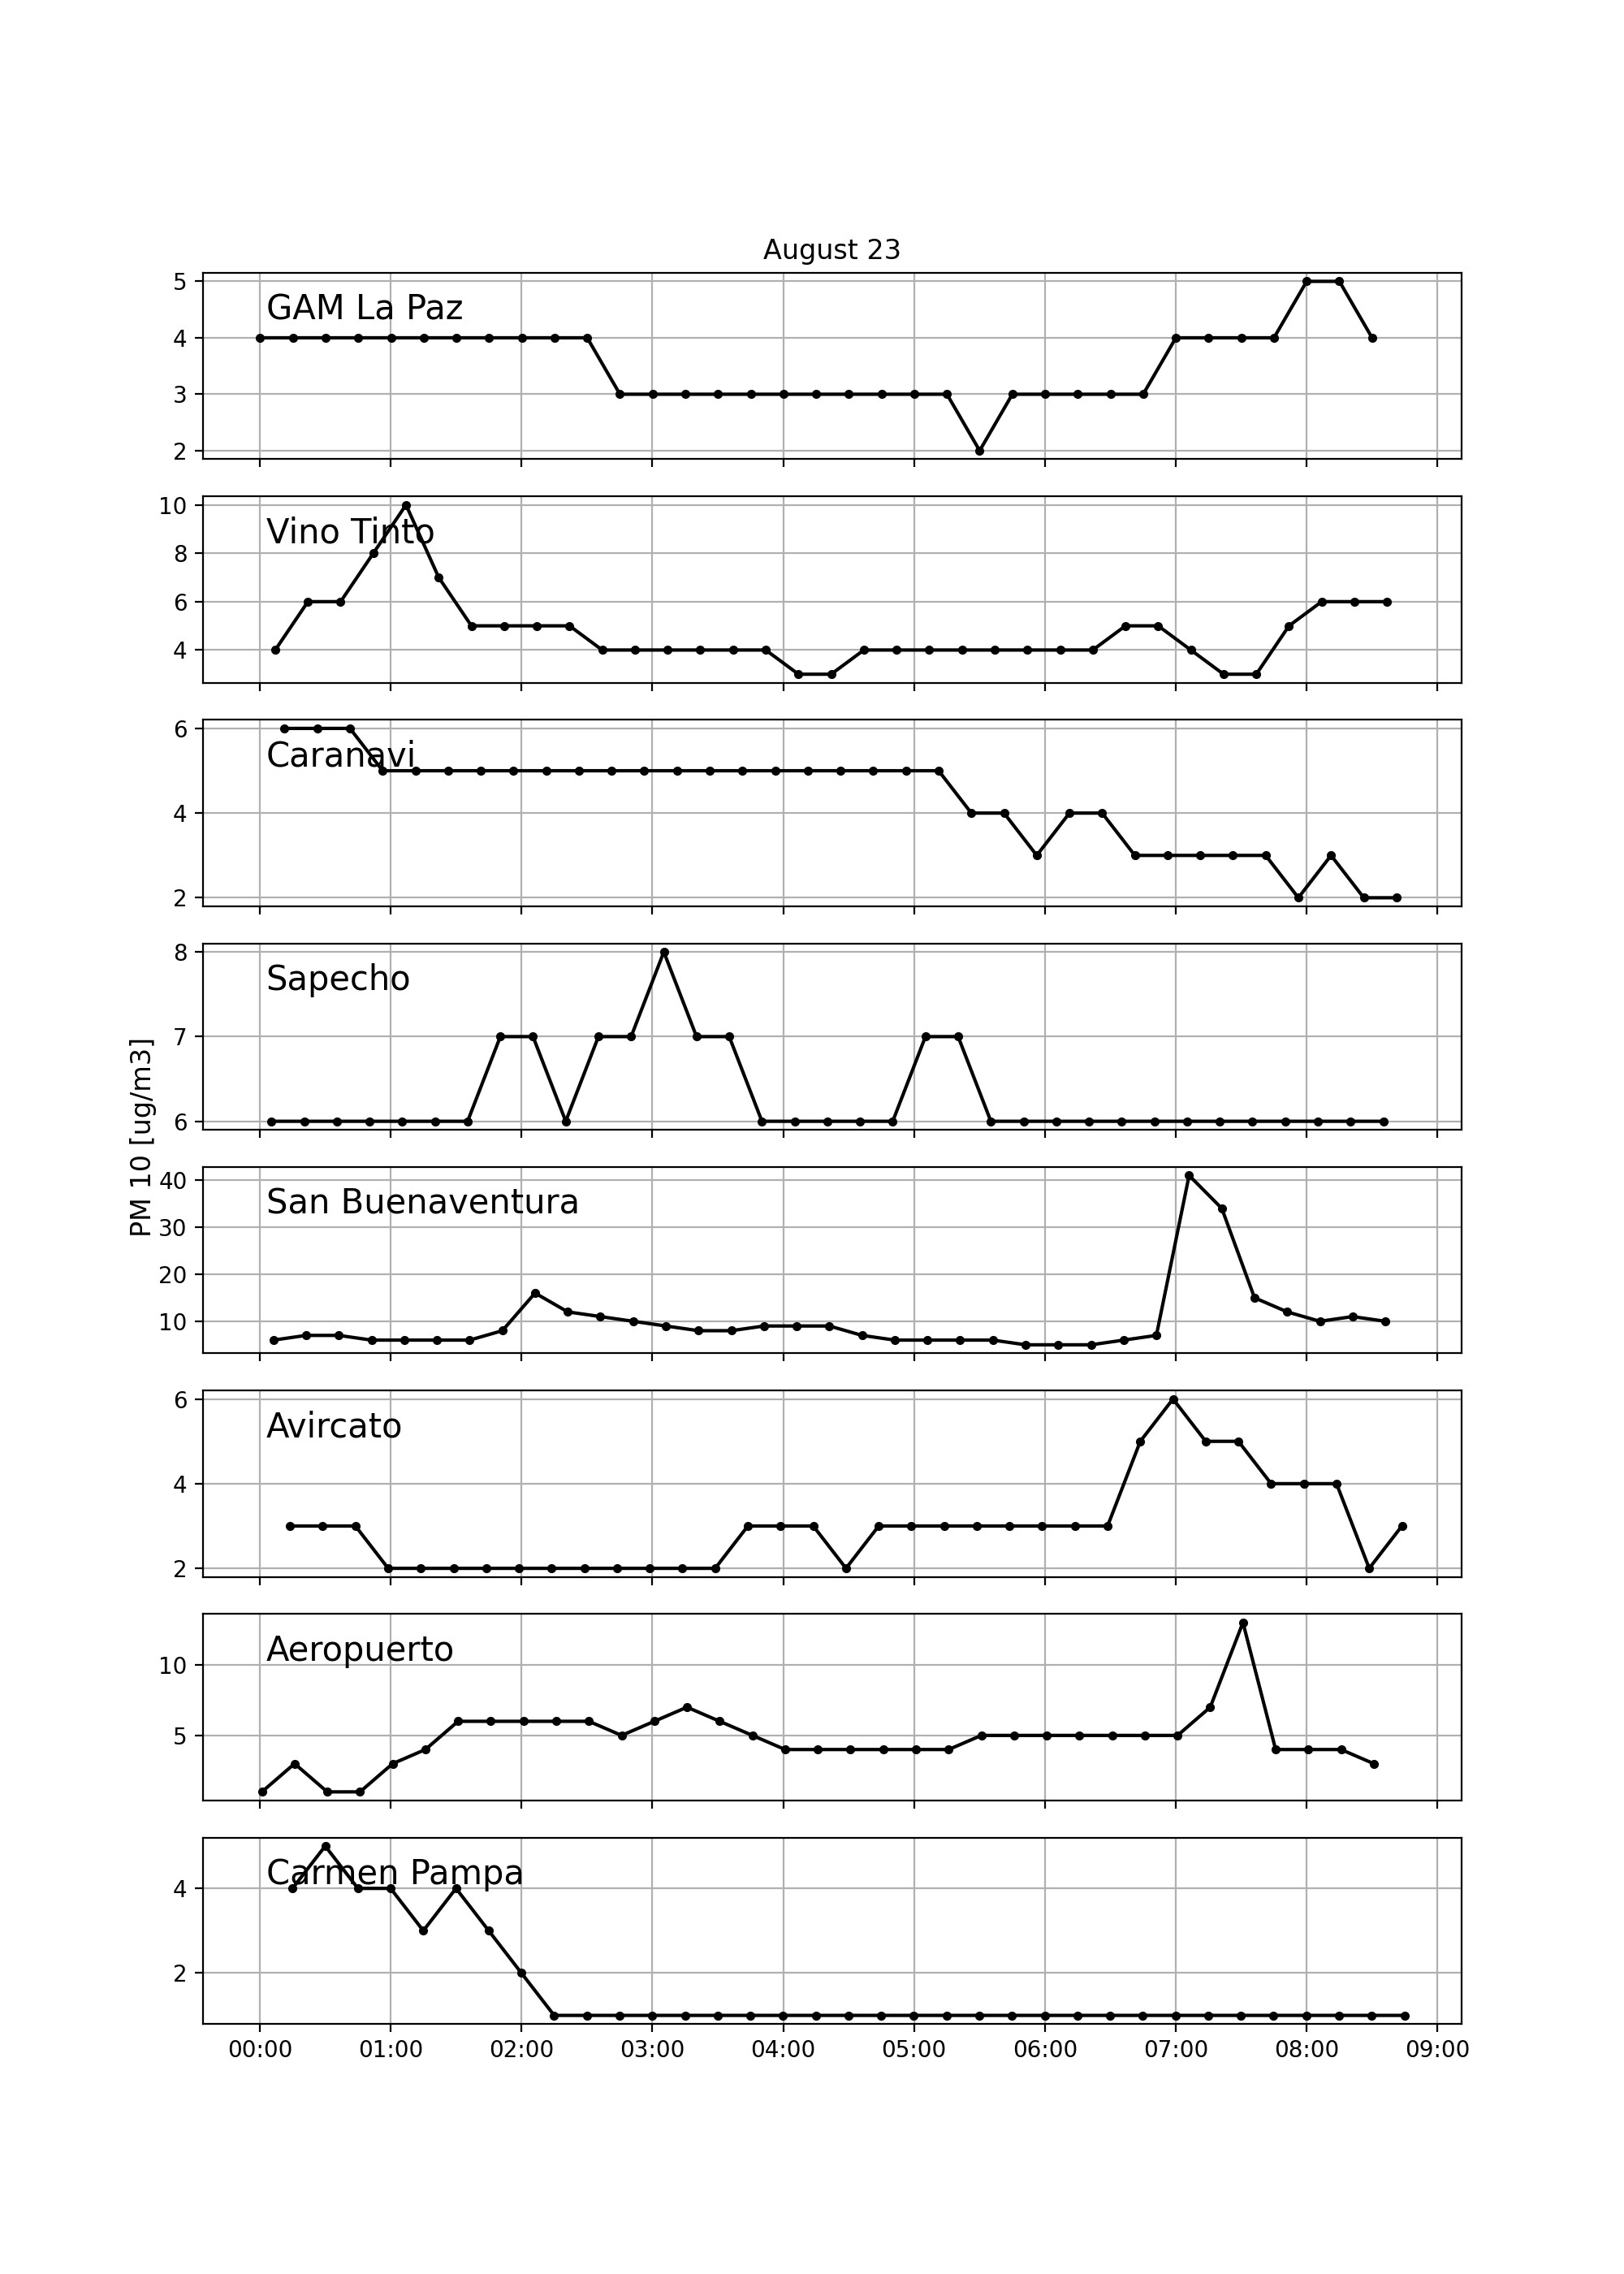 August 23
5
GAM La Paz
4
3
2
10
Vino Tinto
8
6
4
6
Caranavi
4
2
8
Sapecho
7
6
PM 10 [ug/m3]
40
San Buenaventura
30
20
10
6
Avircato
4
2
Aeropuerto
10
5
Carmen Pampa
4
2
00:00 01:00 02:00 03:00 04:00 05:00 06:00 07:00 08:00 09:00